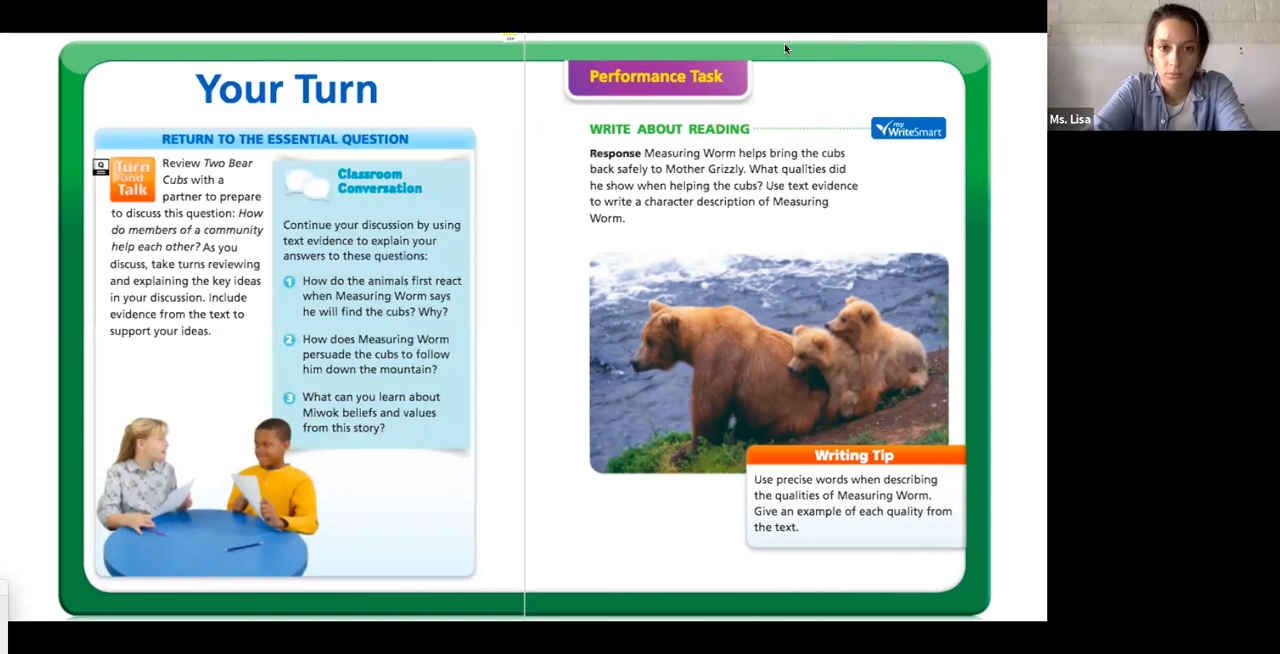 Your Turn
RETURN TO THE ESSENTIAL QUESTION
Turn
and
Talk
Review Two Bear
Cubs with a
partner to prepare
to discuss this question: How
do members of a community
help each other? As you
discuss, take turns reviewing
and explaining the key ideas
in your discussion. Include
evidence from the text to
support your ideas.
Classroom
Conversation
Continue your discussion by using
text evidence to explain your
answers to these questions:
1 How do the animals first react
when Measuring Worm says
he will find the cubs? Why?
2 How does Measuring Worm
persuade the cubs to follow
him down the mountain?
3 What can you learn about
Miwok beliefs and values
from this story?
Performance Task
WRITE ABOUT READING
my
WriteSmart
Response Measuring Worm helps bring the cubs
back safely to Mother Grizzly. What qualities did
he show when helping the cubs? Use text evidence
to write a character description of Measuring
Worm.
Writing Tip
Use precise words when describing
the qualities of Measuring Worm.
Give an example of each quality from
the text.
Ms. Lisa